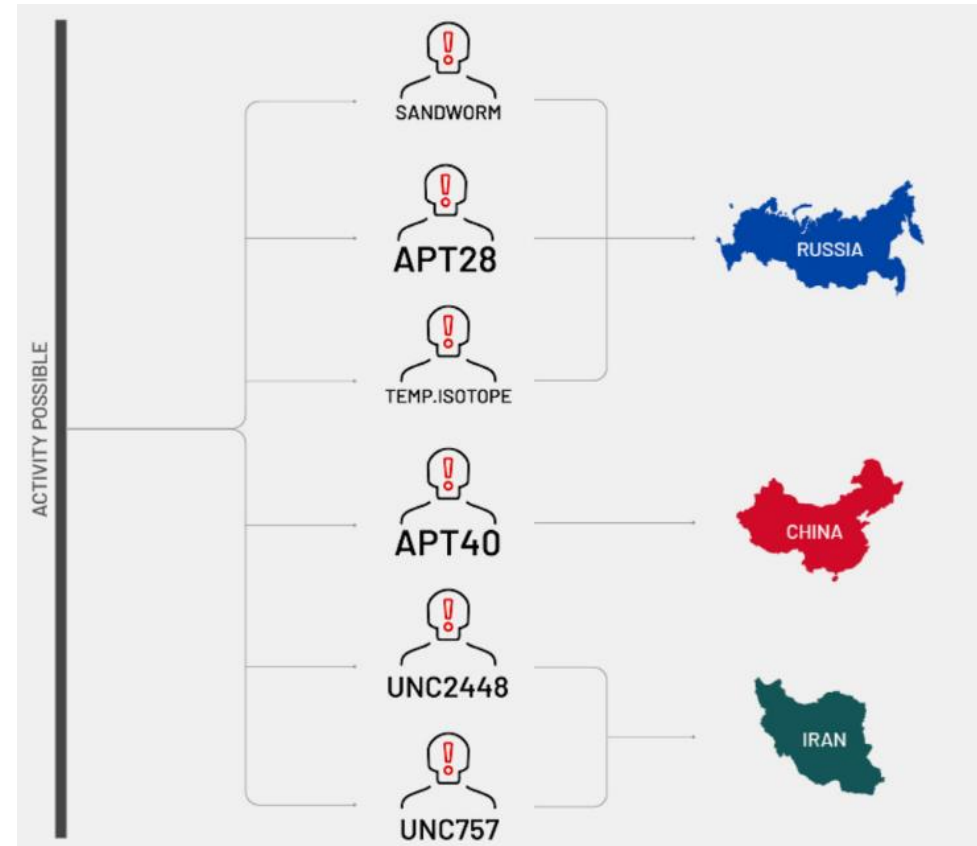 SANDWORM
APT28
RUSSIA
TEMP.ISOTOPE
ACTIVITY POSSIBLE
APT40
CHINA
UNC2448
IRAN
UNC757